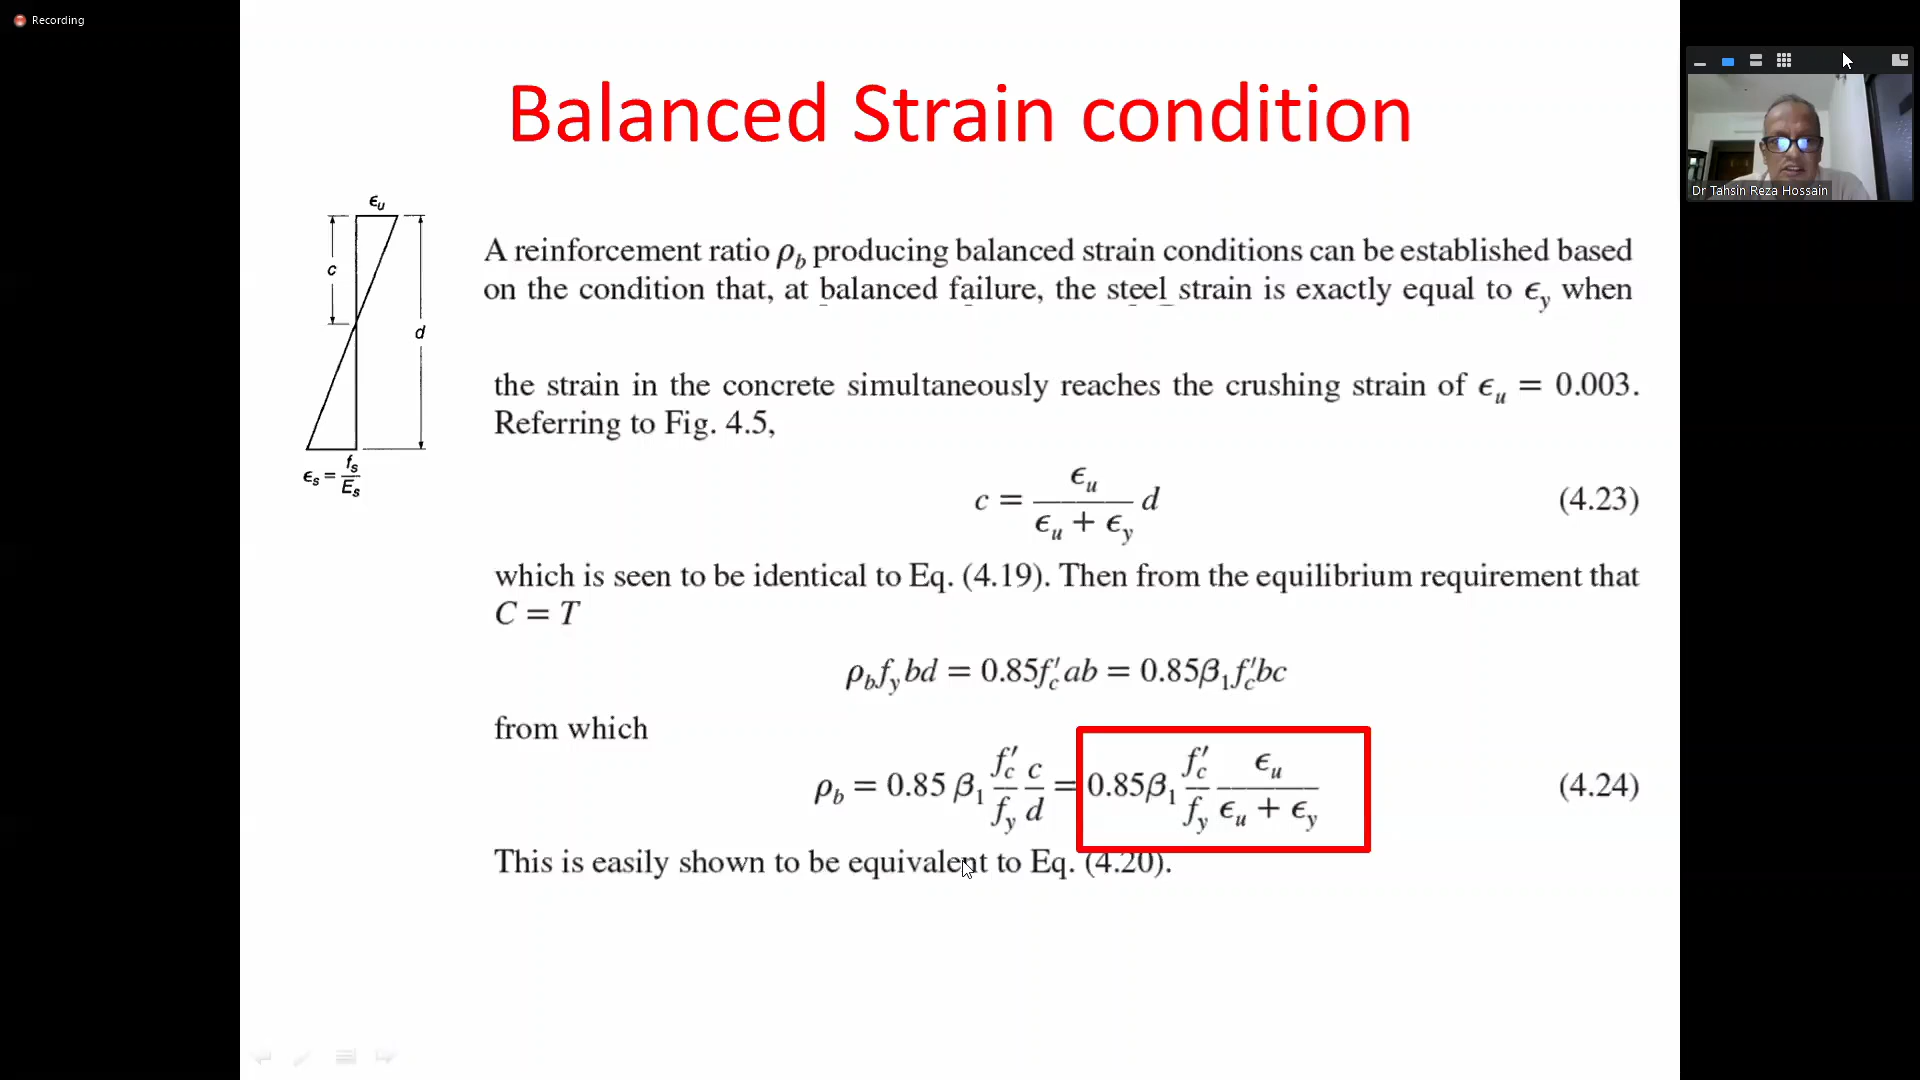 Recording
Balanced Strain condition
Dr Tahsin Reza Hossain
ϵu
c
d
ϵs = fs/Es
A reinforcement ratio ρb producing balanced strain conditions can be established based
on the condition that, at balanced failure, the steel strain is exactly equal to ϵy when
the strain in the concrete simultaneously reaches the crushing strain of ϵu = 0.003.
Referring to Fig. 4.5,
c = ϵu/(ϵu + ϵy) d (4.23)
which is seen to be identical to Eq. (4.19). Then from the equilibrium requirement that
C = T
ρb fy bd = 0.85f′c ab = 0.85β1 f′c bc
from which
ρb = 0.85 β1 f′c/fy c/d = 0.85β1 f′c/fy ϵu/(ϵu + ϵy) (4.24)
This is easily shown to be equivalent to Eq. (4.20).